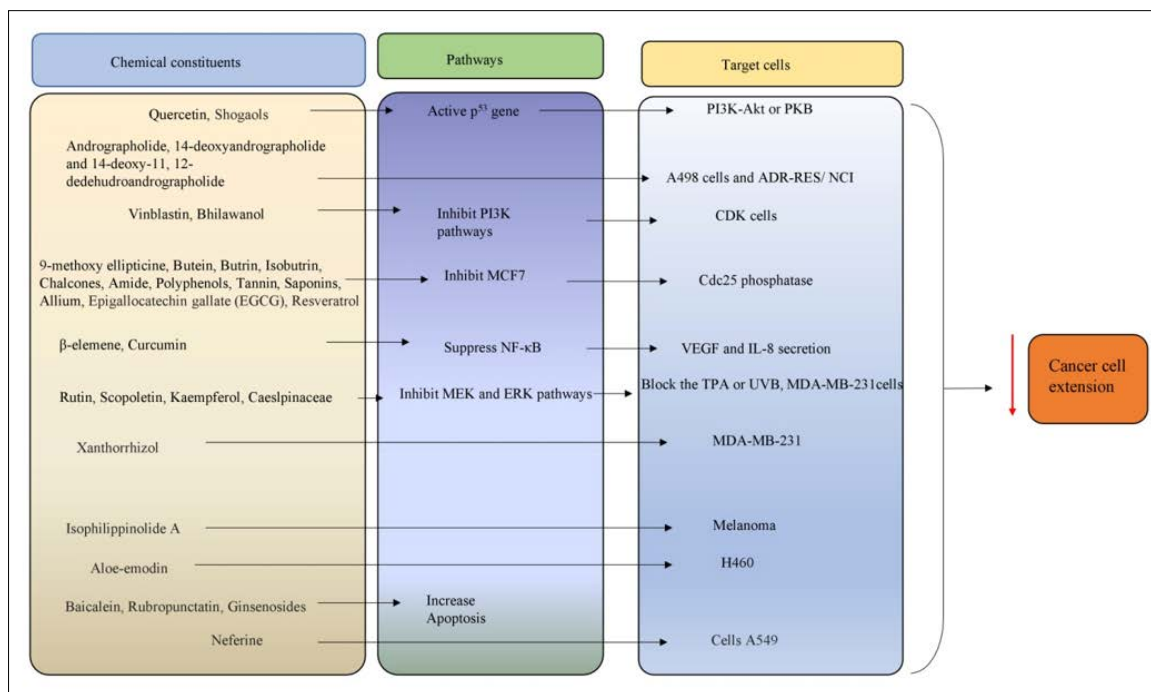 Chemical constituents
Pathways
Target cells
Quercetin, Shogaols
Active p⁵³ gene
PI3K-Akt or PKB
Andrographolide, 14-deoxyandrographolide
and 14-deoxy-11, 12-
dedehudroandrographolide
A498 cells and ADR-RES/ NCI
Vinblastin, Bhilawanol
Inhibit PI3K
pathways
CDK cells
9-methoxy ellipticine, Butein, Butrin, Isobutrin,
Chalcones, Amide, Polyphenols, Tannin, Saponins,
Allium, Epigallocatechin gallate (EGCG), Resveratrol
Inhibit MCF7
Cdc25 phosphatase
β-elemene, Curcumin
Suppress NF-κB
VEGF and IL-8 secretion
Rutin, Scopoletin, Kaempferol, Caeslpinaceae
Inhibit MEK and ERK pathways
Block the TPA or UVB, MDA-MB-231cells
Xanthorrhizol
MDA-MB-231
Isophilippinolide A
Melanoma
Aloe-emodin
H460
Baicalein, Rubropunctatin, Ginsenosides
Increase
Apoptosis
Neferine
Cells A549
Cancer cell
extension